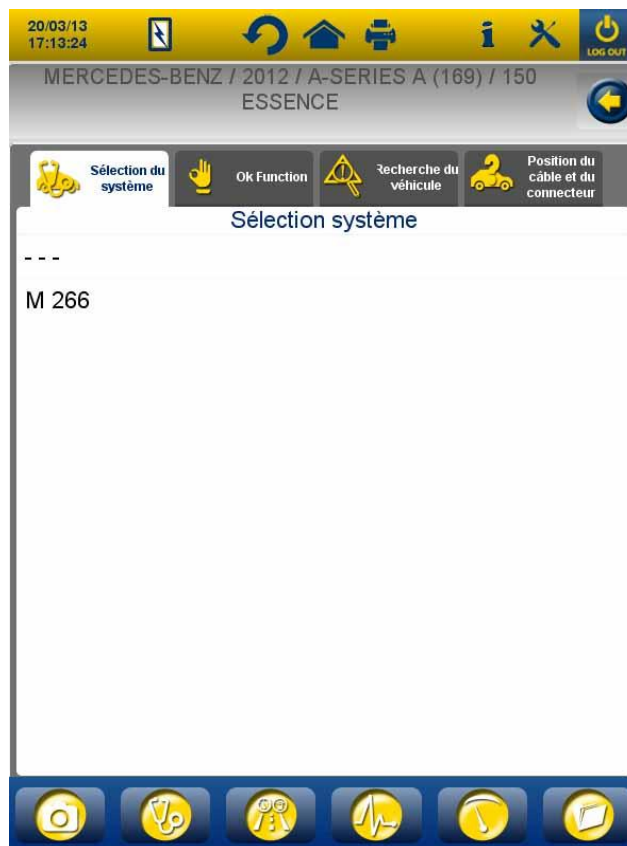 20/03/13
17:13:24
LOG OUT
MERCEDES-BENZ / 2012 / A-SERIES A (169) / 150
ESSENCE
Sélection du
système
Ok Function
Recherche du
véhicule
Position du
câble et du
connecteur
Sélection système
- - -
M 266